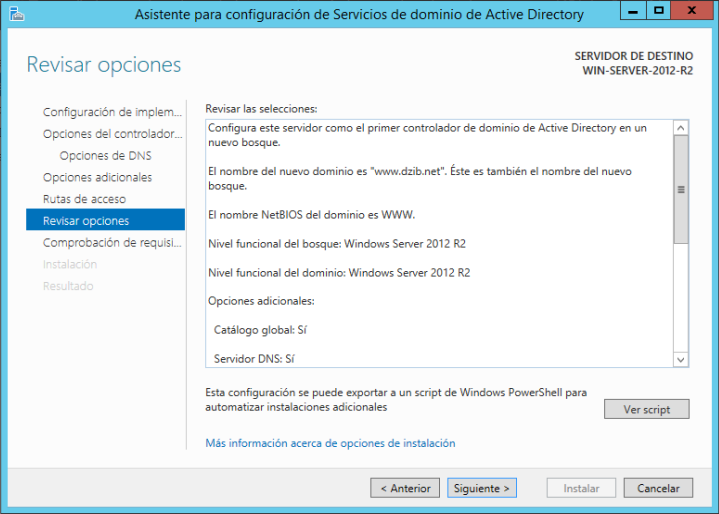 Asistente para configuración de Servicios de dominio de Active Directory
Revisar opciones
SERVIDOR DE DESTINO
WIN-SERVER-2012-R2
Configuración de implem...
Opciones del controlador...
Opciones de DNS
Opciones adicionales
Rutas de acceso
Revisar opciones
Comprobación de requisi...
Instalación
Resultado
Revisar las selecciones:
Configura este servidor como el primer controlador de dominio de Active Directory en un
nuevo bosque.
El nombre del nuevo dominio es "www.dzib.net". Éste es también el nombre del nuevo
bosque.
El nombre NetBIOS del dominio es WWW.
Nivel funcional del bosque: Windows Server 2012 R2
Nivel funcional del dominio: Windows Server 2012 R2
Opciones adicionales:
Catálogo global: Sí
Servidor DNS: Sí
Esta configuración se puede exportar a un script de Windows PowerShell para
automatizar instalaciones adicionales
Ver script
Más información acerca de opciones de instalación
< Anterior
Siguiente >
Instalar
Cancelar